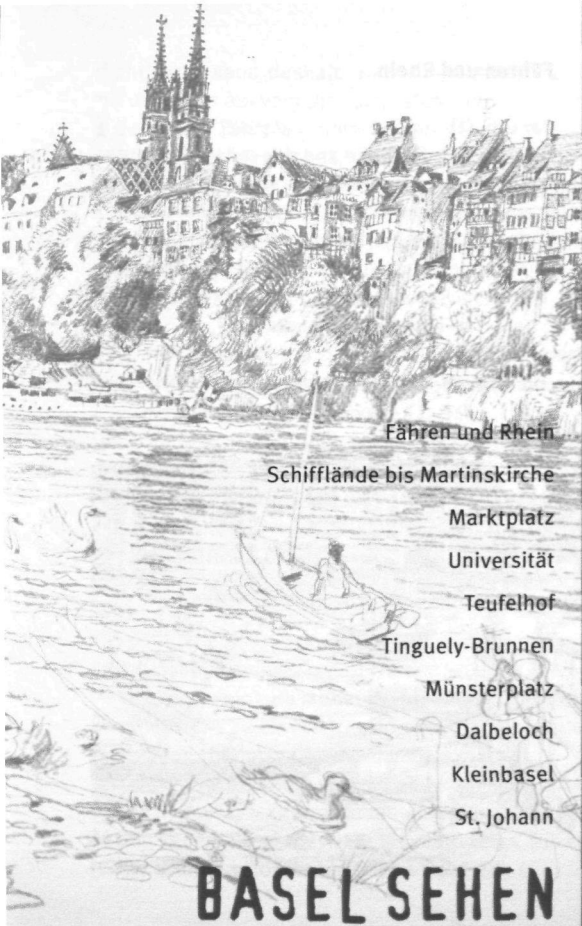 Fähren und Rhein
Schifflände bis Martinskirche
Marktplatz
Universität
Teufelhof
Tinguely-Brunnen
Münsterplatz
Dalbeloch
Kleinbasel
St. Johann
BASEL SEHEN